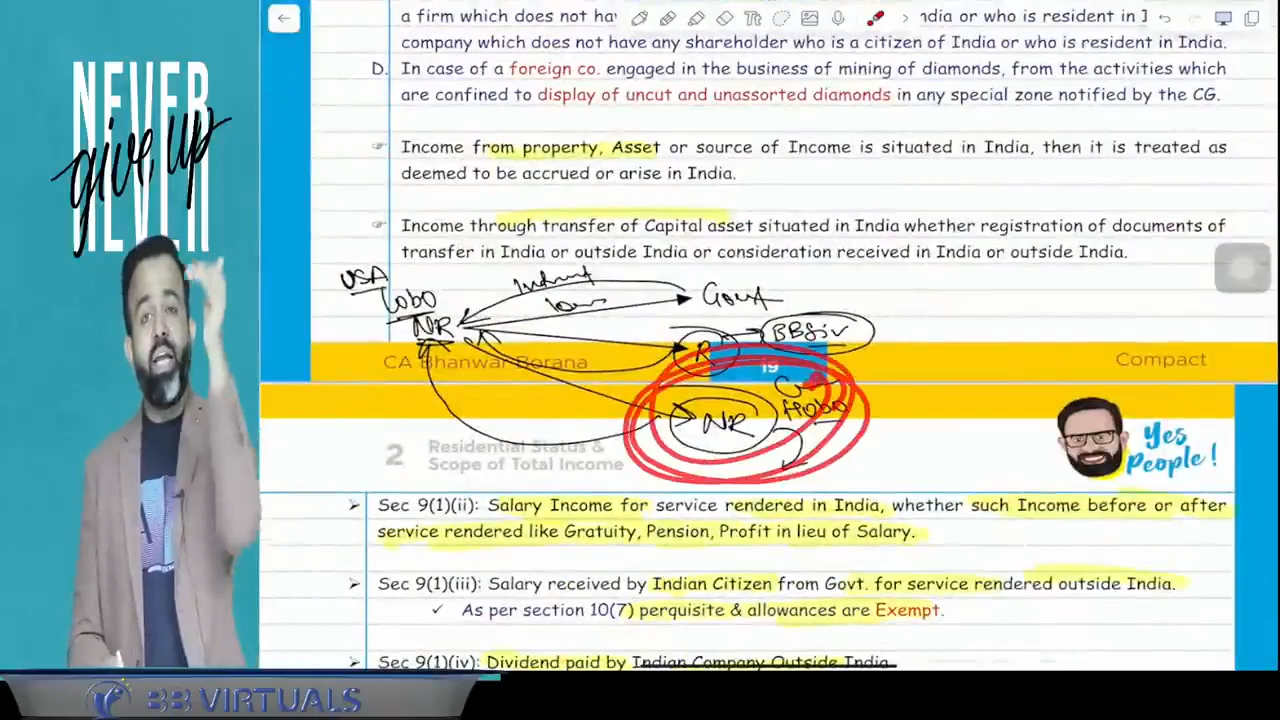 NEVER
give up
NEVER
a firm which does not hav
ndia or who is resident in I
company which does not have any shareholder who is a citizen of India or who is resident in India.
D. In case of a foreign co. engaged in the business of mining of diamonds, from the activities which
are confined to display of uncut and unassorted diamonds in any special zone notified by the CG.
Income from property, Asset or source of Income is situated in India, then it is treated as
deemed to be accrued or arise in India.
Income through transfer of Capital asset situated in India whether registration of documents of
transfer in India or outside India or consideration received in India or outside India.
USA
NR
Govt
R
BBSir
CA Bhanwar Borana
19
Compact
NR
2 Residential Status &
Scope of Total Income
Yes
People!
Sec 9(1)(ii): Salary Income for service rendered in India, whether such Income before or after
service rendered like Gratuity, Pension, Profit in lieu of Salary.
Sec 9(1)(iii): Salary received by Indian Citizen from Govt. for service rendered outside India.
✓ As per section 10(7) perquisite & allowances are Exempt.
Sec 9(1)(iv): Dividend paid by Indian Company Outside India
BB VIRTUALS